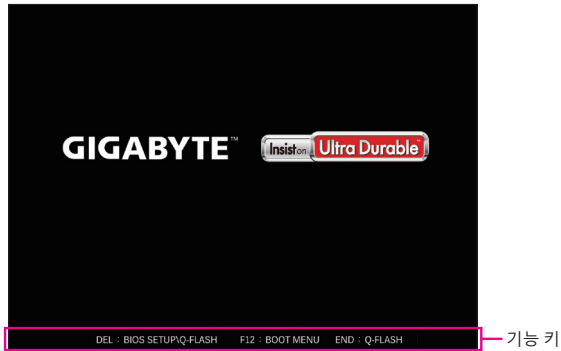 GIGABYTE™ Insist on Ultra Durable™
DEL : BIOS SETUP\Q-FLASH F12 : BOOT MENU END : Q-FLASH 기능 키